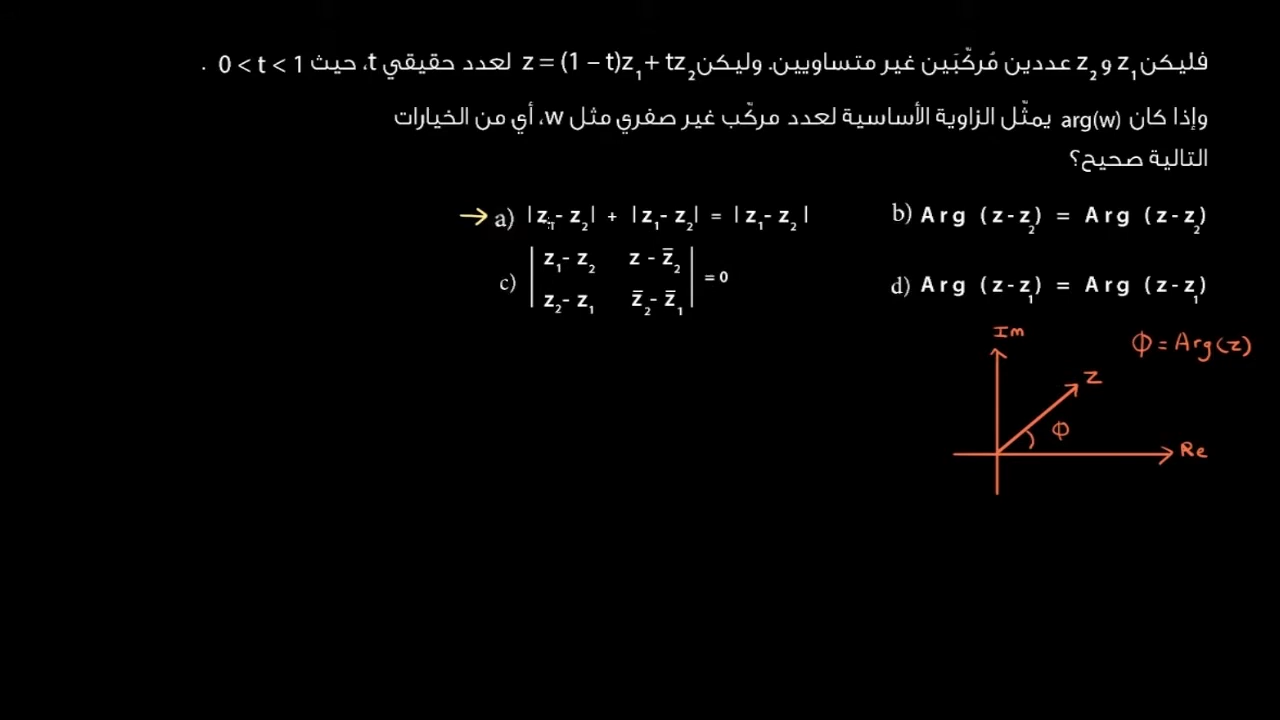 فليكن z₁ و z₂ عددين مُركّبَين غير متساويين. وليكن z = (1 – t)z₁ + tz₂ لعدد حقيقي t، حيث 0 < t < 1 .
وإذا كان arg(w) يمثّل الزاوية الأساسية لعدد مركّب غير صفري مثل w، أي من الخيارات
التالية صحيح؟
→ a) |z₁- z₂| + |z₁- z₂| = |z₁- z₂|
b) Arg (z-z₂) = Arg (z-z₂)
c) | z₁- z₂ z - z̄₂ |
| z₂- z₁ z̄₂- z̄₁ | = 0
d) Arg (z-z₁) = Arg (z-z₁)
Im
Φ = Arg(z)
z
Φ
Re